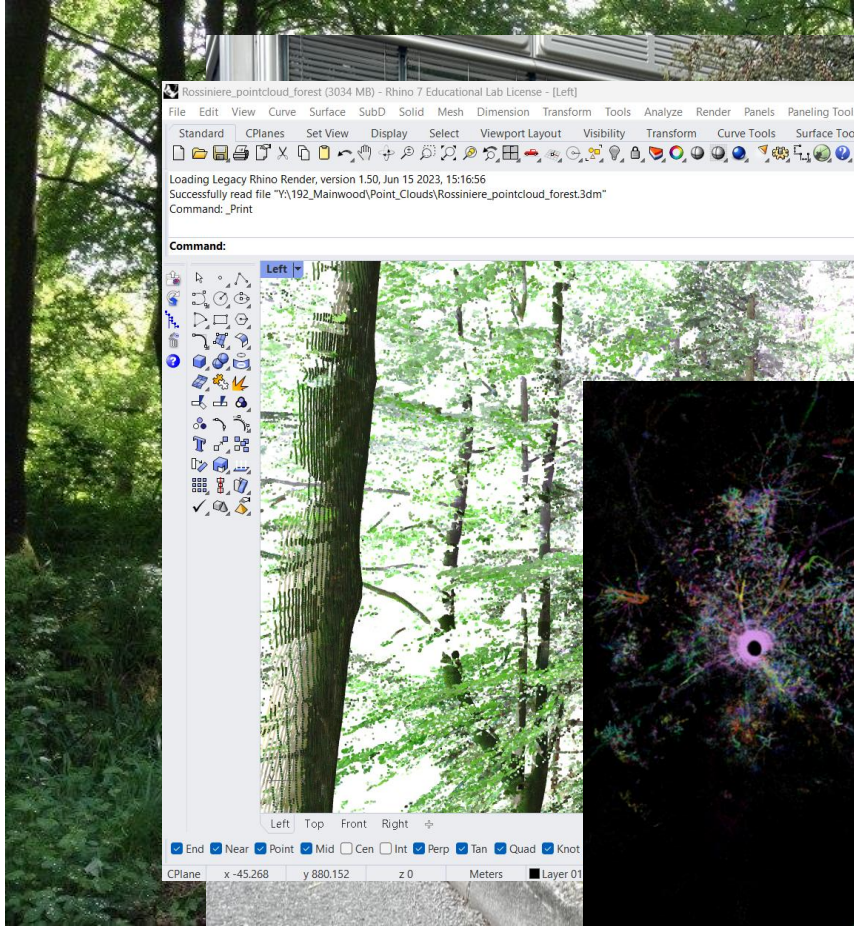 Rossiniere_pointcloud_forest (3034 MB) - Rhino 7 Educational Lab License - [Left]
File Edit View Curve Surface SubD Solid Mesh Dimension Transform Tools Analyze Render Panels Paneling Tool
Standard CPlanes Set View Display Select Viewport Layout Visibility Transform Curve Tools Surface Too
Loading Legacy Rhino Render, version 1.50, Jun 15 2023, 15:16:56
Successfully read file "Y:\192_Mainwood\Point_Clouds\Rossiniere_pointcloud_forest.3dm"
Command: _Print
Command:
Left
Left Top Front Right
End Near Point Mid Cen Int Perp Tan Quad Knot
CPlane x -45.268 y 880.152 z 0 Meters Layer 01